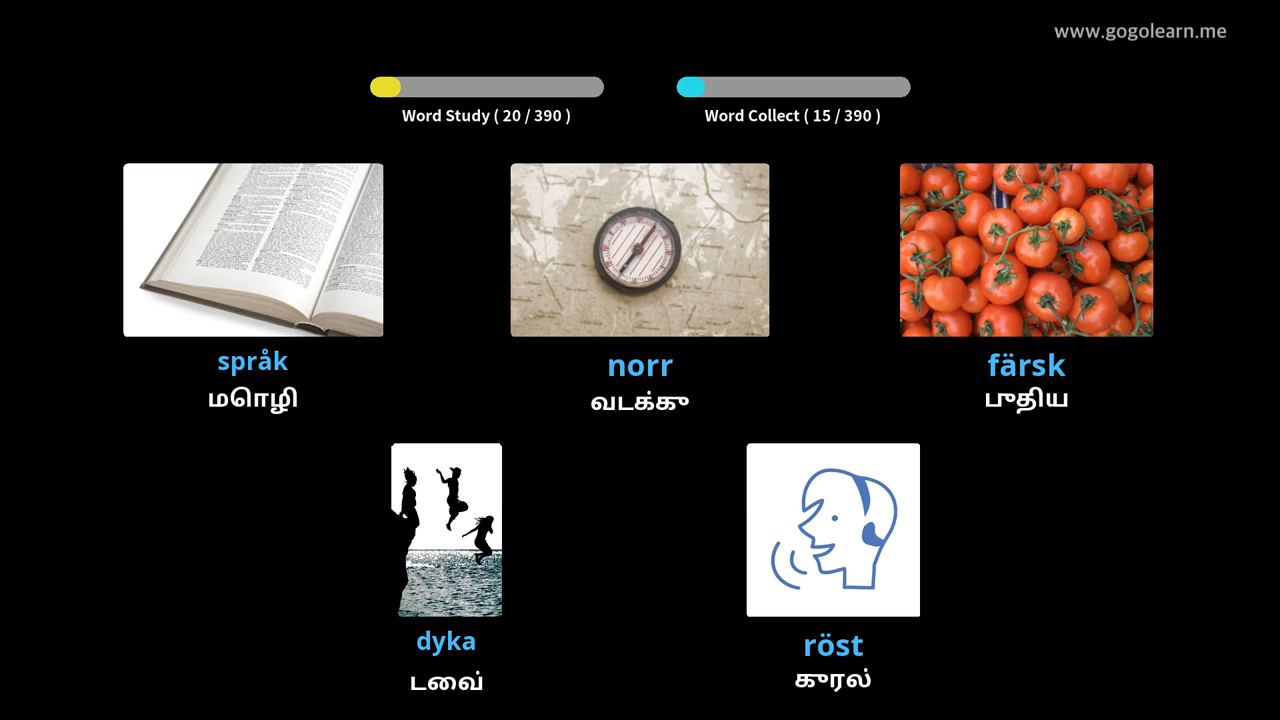 www.gogolearn.me
Word Study ( 20 / 390 )
Word Collect ( 15 / 390 )
språk
மொழி
norr
வடக்கு
färsk
புதிய
dyka
டைவ்
röst
குரல்